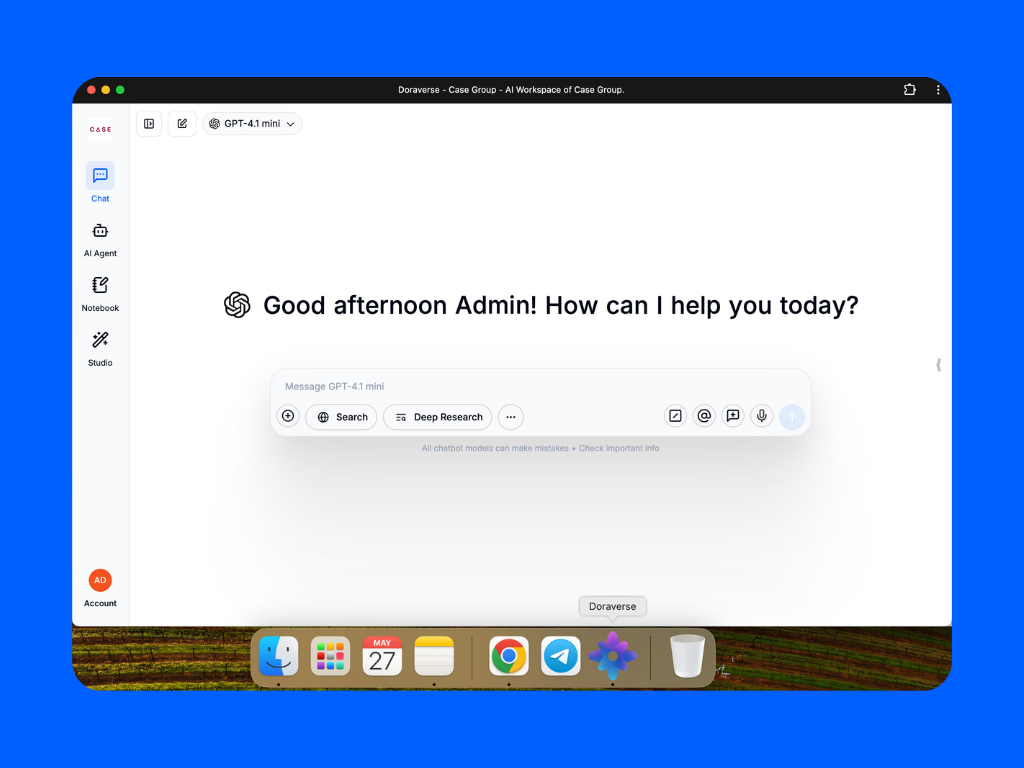 Doraverse - Case Group - AI Workspace of Case Group.
CASE
GPT-4.1 mini
Chat
AI Agent
Notebook
Studio
Good afternoon Admin! How can I help you today?
Message GPT-4.1 mini
Search
Deep Research
All chatbot models can make mistakes • Check important info
AD
Account
Doraverse
MAY
27